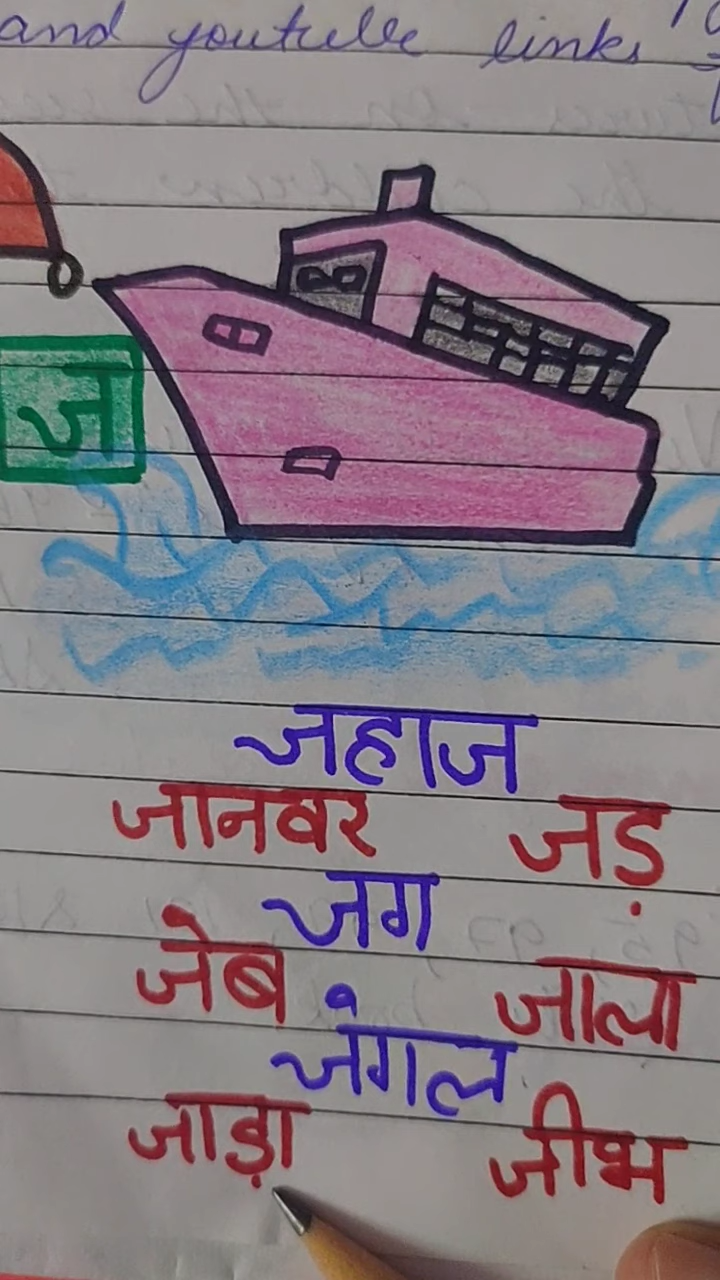 and youtube links
ज
जहाज
जानवर जड़
जग
जेब जाला
जंगल
जाड़ा जीभ